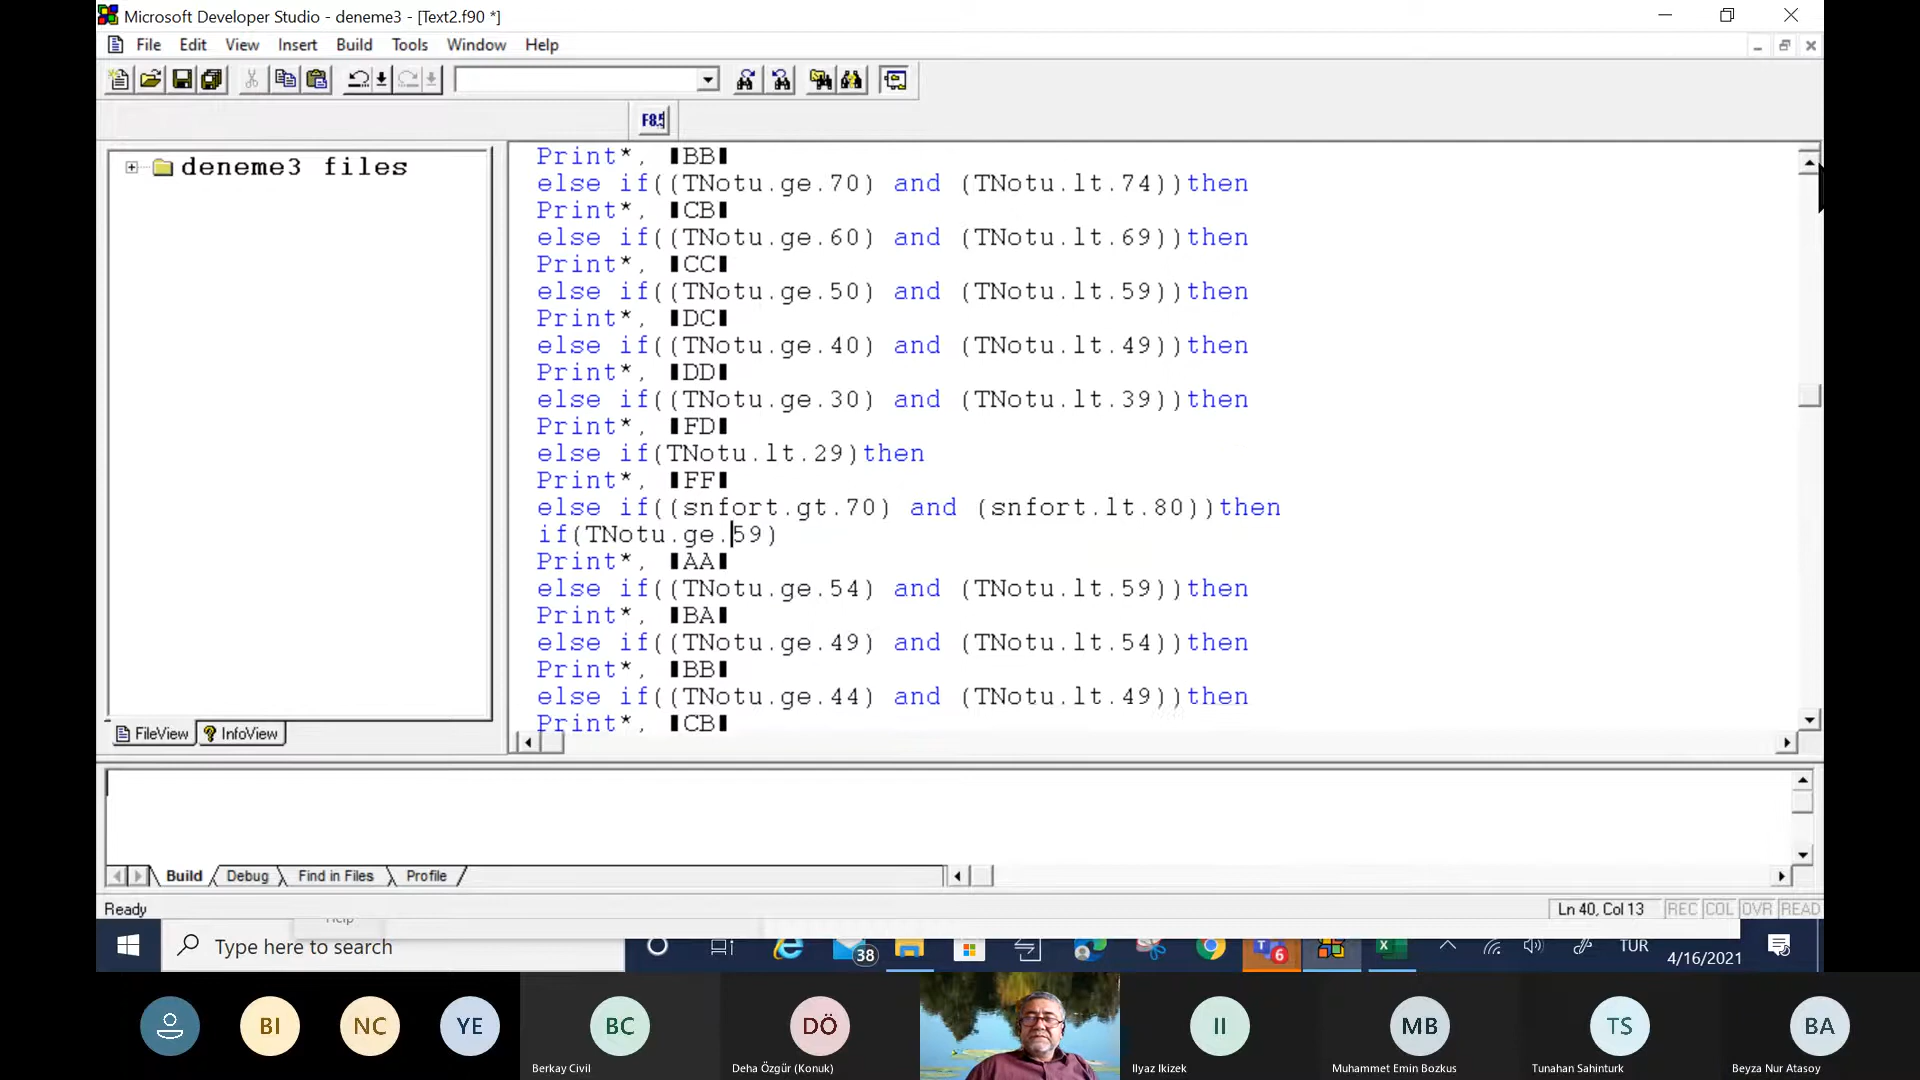 Microsoft Developer Studio - deneme3 - [Text2.f90 *]
File Edit View Insert Build Tools Window Help
F8.5
deneme3 files
Print*, ▮BB▮
else if((TNotu.ge.70) and (TNotu.lt.74))then
Print*, ▮CB▮
else if((TNotu.ge.60) and (TNotu.lt.69))then
Print*, ▮CC▮
else if((TNotu.ge.50) and (TNotu.lt.59))then
Print*, ▮DC▮
else if((TNotu.ge.40) and (TNotu.lt.49))then
Print*, ▮DD▮
else if((TNotu.ge.30) and (TNotu.lt.39))then
Print*, ▮FD▮
else if(TNotu.lt.29)then
Print*, ▮FF▮
else if((snfort.gt.70) and (snfort.lt.80))then
if(TNotu.ge.59)
Print*, ▮AA▮
else if((TNotu.ge.54) and (TNotu.lt.59))then
Print*, ▮BA▮
else if((TNotu.ge.49) and (TNotu.lt.54))then
Print*, ▮BB▮
else if((TNotu.ge.44) and (TNotu.lt.49))then
Print*, ▮CB▮
FileView InfoView
Build Debug Find in Files Profile
Ready
Ln 40, Col 13 REC COL OVR READ
Help
Type here to search
38
6
TUR
4/16/2021
BI NC YE BC DÖ II MB TS BA
Berkay Civil Deha Özgür (Konuk) Ilyaz Ikizek Muhammet Emin Bozkus Tunahan Sahinturk Beyza Nur Atasoy